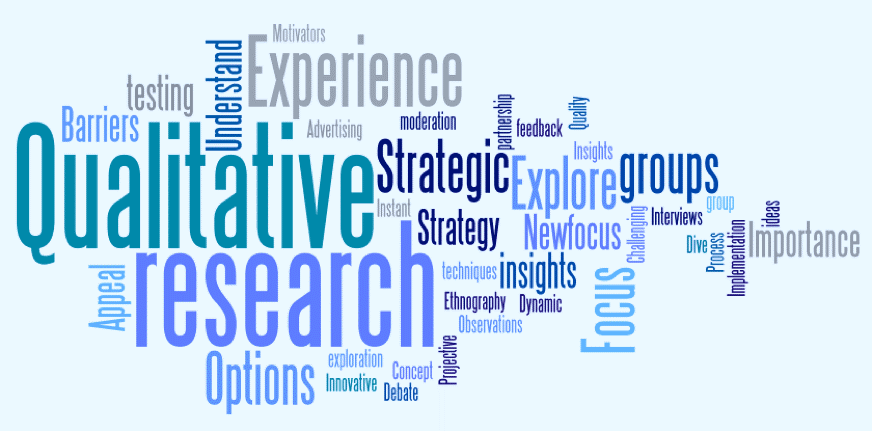 Motivators
Experience
Understand
testing
Barriers
Advertising
moderation
partnership
feedback
Quality
Qualitative
Strategic
Insights
Explore
groups
Instant
Strategy
Newfocus
Challenging
Interviews
group
ideas
Dive
Process
Implementation
Importance
research
techniques
insights
Appeal
Ethnography
Dynamic
Focus
Observations
Options
exploration
Innovative
Concept
Debate
Projective